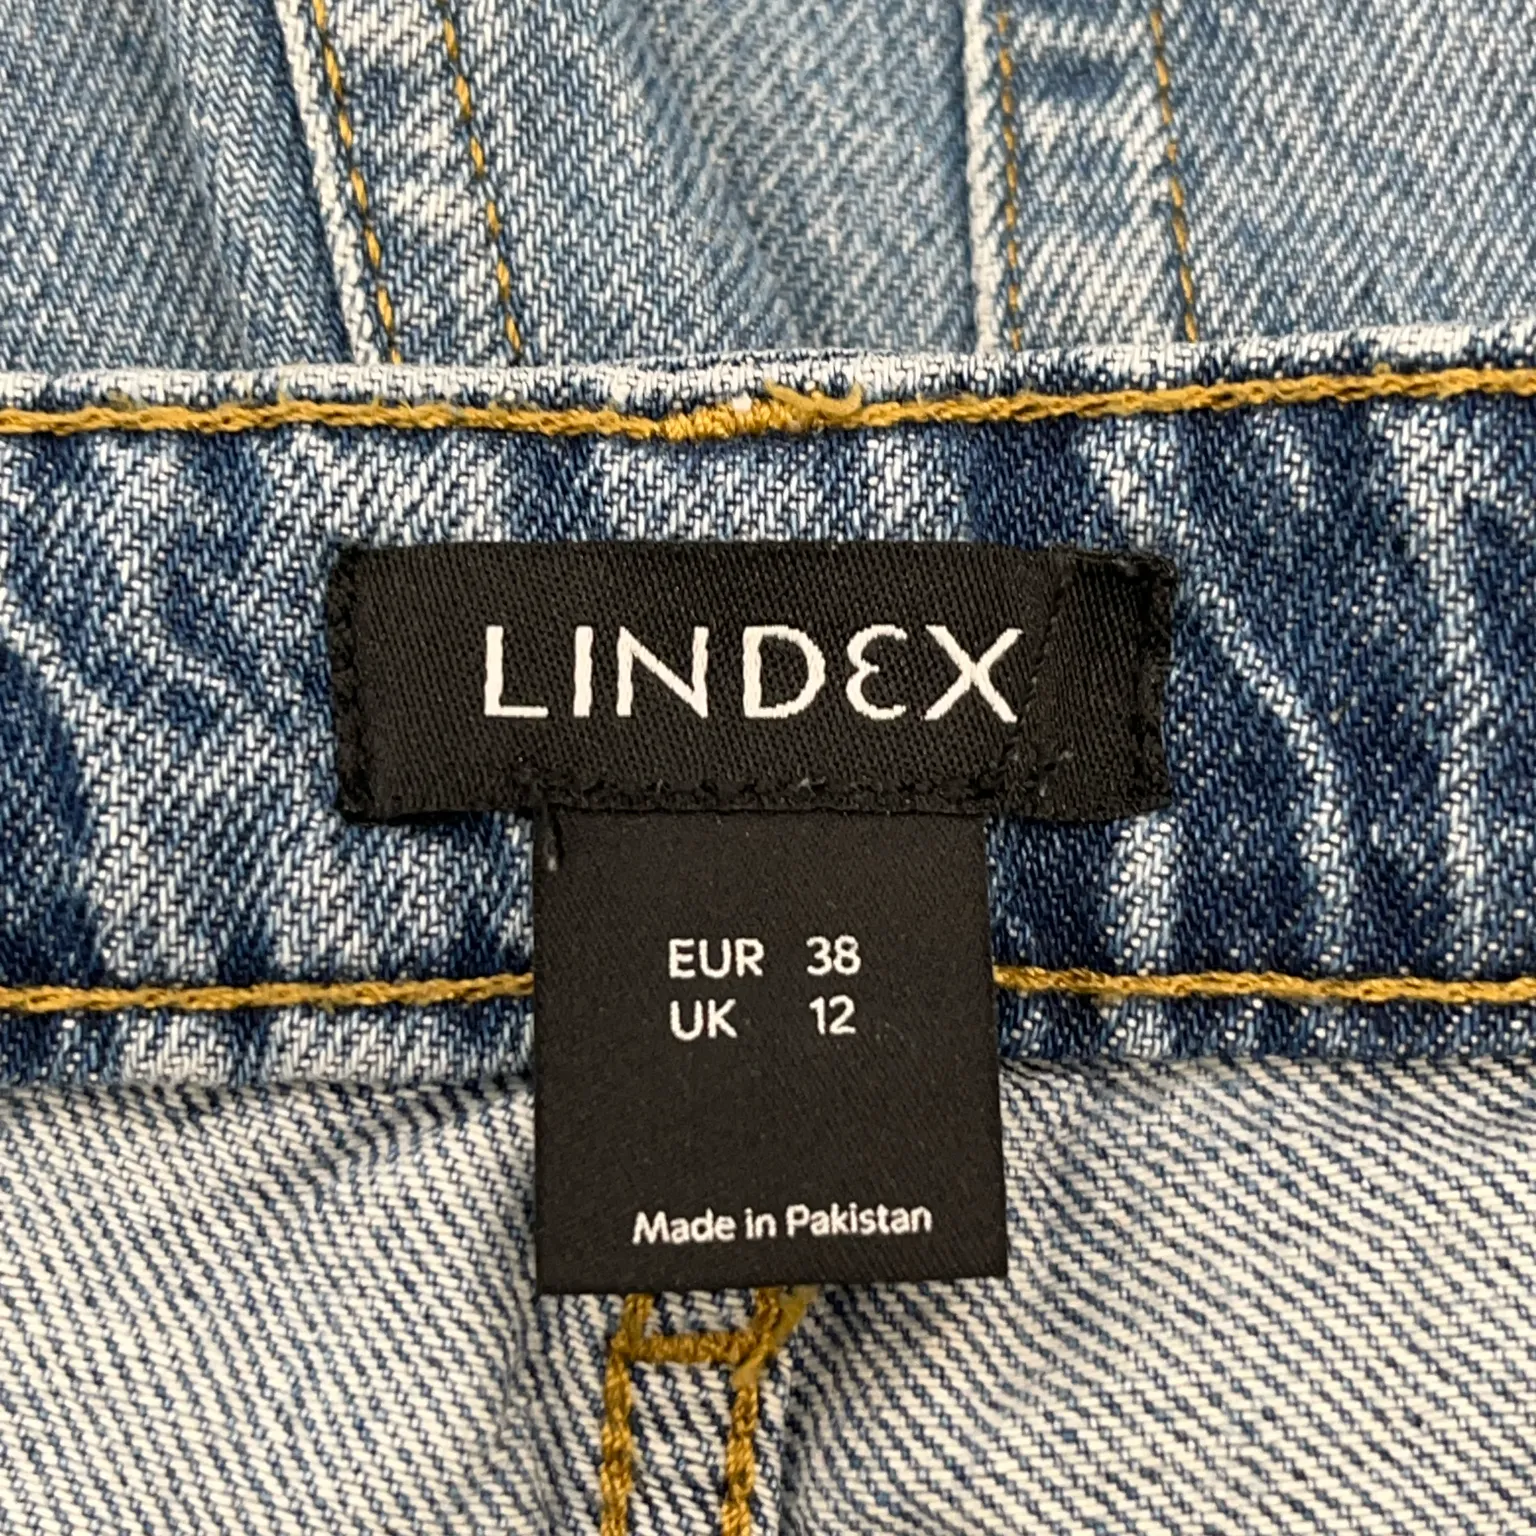 LINDEX
EUR 38
UK 12
Made in Pakistan